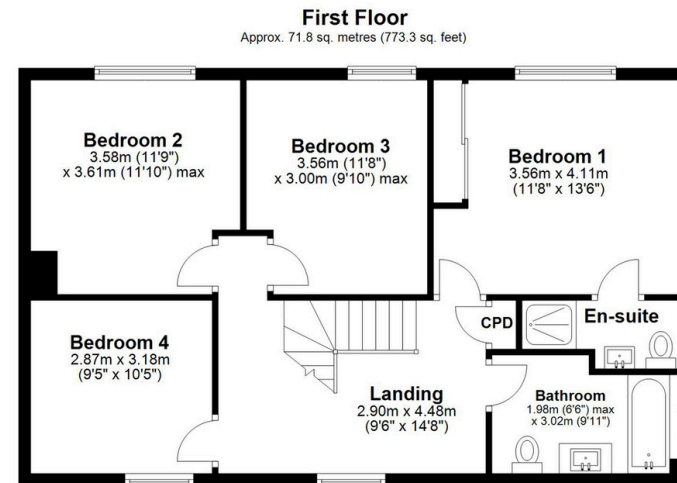 First Floor
Approx. 71.8 sq. metres (773.3 sq. feet)
Bedroom 2
3.58m (11'9")
x 3.61m (11'10") max
Bedroom 3
3.56m (11'8")
x 3.00m (9'10") max
Bedroom 1
3.56m x 4.11m
(11'8" x 13'6")
Bedroom 4
2.87m x 3.18m
(9'5" x 10'5")
CPD
En-suite
Landing
2.90m x 4.48m
(9'6" x 14'8")
Bathroom
1.98m (6'6") max
x 3.02m (9'11")